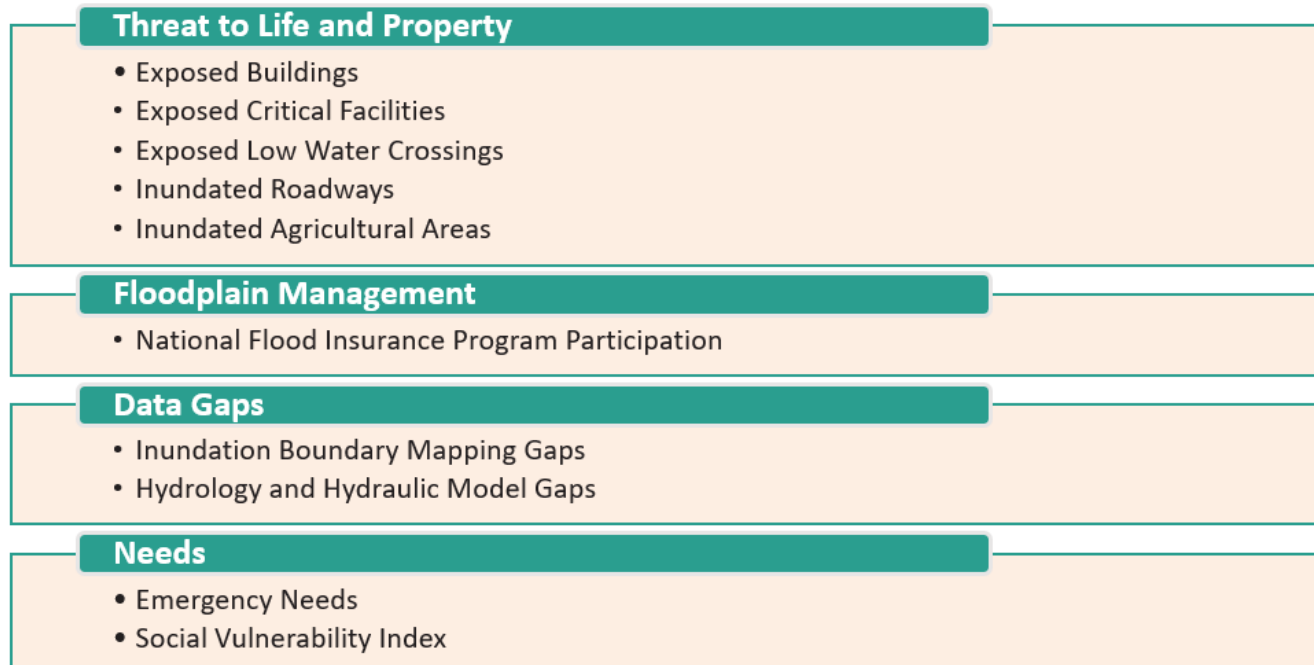 Threat to Life and Property
• Exposed Buildings
• Exposed Critical Facilities
• Exposed Low Water Crossings
• Inundated Roadways
• Inundated Agricultural Areas
Floodplain Management
• National Flood Insurance Program Participation
Data Gaps
• Inundation Boundary Mapping Gaps
• Hydrology and Hydraulic Model Gaps
Needs
• Emergency Needs
• Social Vulnerability Index